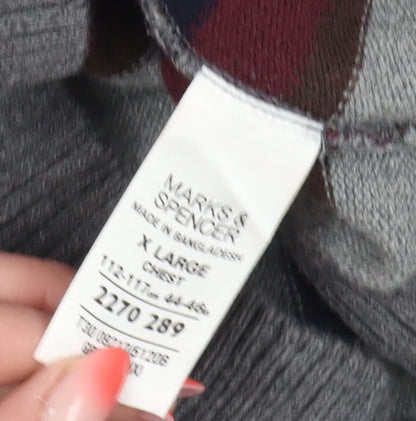 MARKS &
SPENCER
MADE IN BANGLADESH
X LARGE
CHEST
112-117cm 44-46in
2270 289